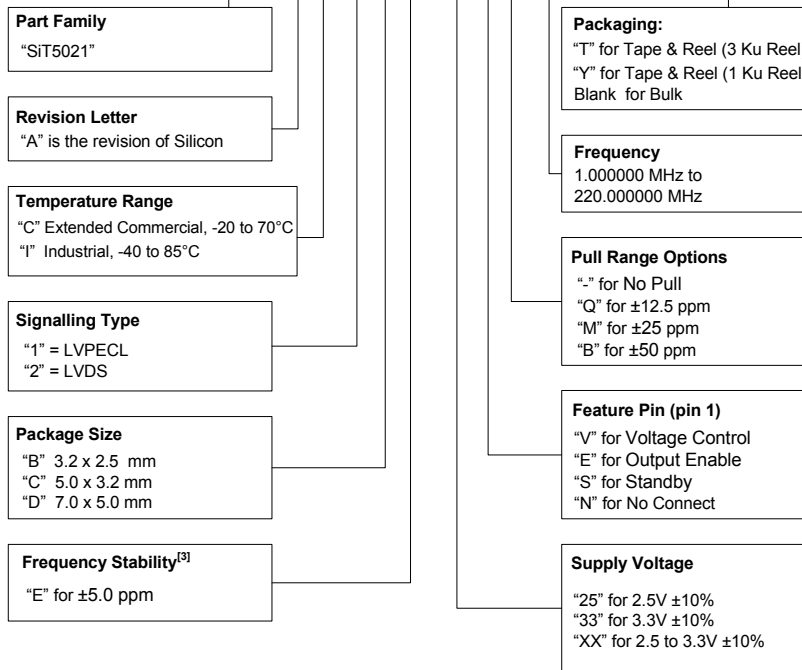 Part Family
“SiT5021”
Revision Letter
“A” is the revision of Silicon
Temperature Range
“C” Extended Commercial, -20 to 70°C
“I” Industrial, -40 to 85°C
Signalling Type
“1” = LVPECL
“2” = LVDS
Package Size
“B” 3.2 x 2.5 mm
“C” 5.0 x 3.2 mm
“D” 7.0 x 5.0 mm
Frequency Stability[3]
“E” for ±5.0 ppm
Packaging:
“T” for Tape & Reel (3 Ku Reel
“Y” for Tape & Reel (1 Ku Reel
Blank for Bulk
Frequency
1.000000 MHz to
220.000000 MHz
Pull Range Options
“-” for No Pull
“Q” for ±12.5 ppm
“M” for ±25 ppm
“B” for ±50 ppm
Feature Pin (pin 1)
“V” for Voltage Control
“E” for Output Enable
“S” for Standby
“N” for No Connect
Supply Voltage
“25” for 2.5V ±10%
“33” for 3.3V ±10%
“XX” for 2.5 to 3.3V ±10%